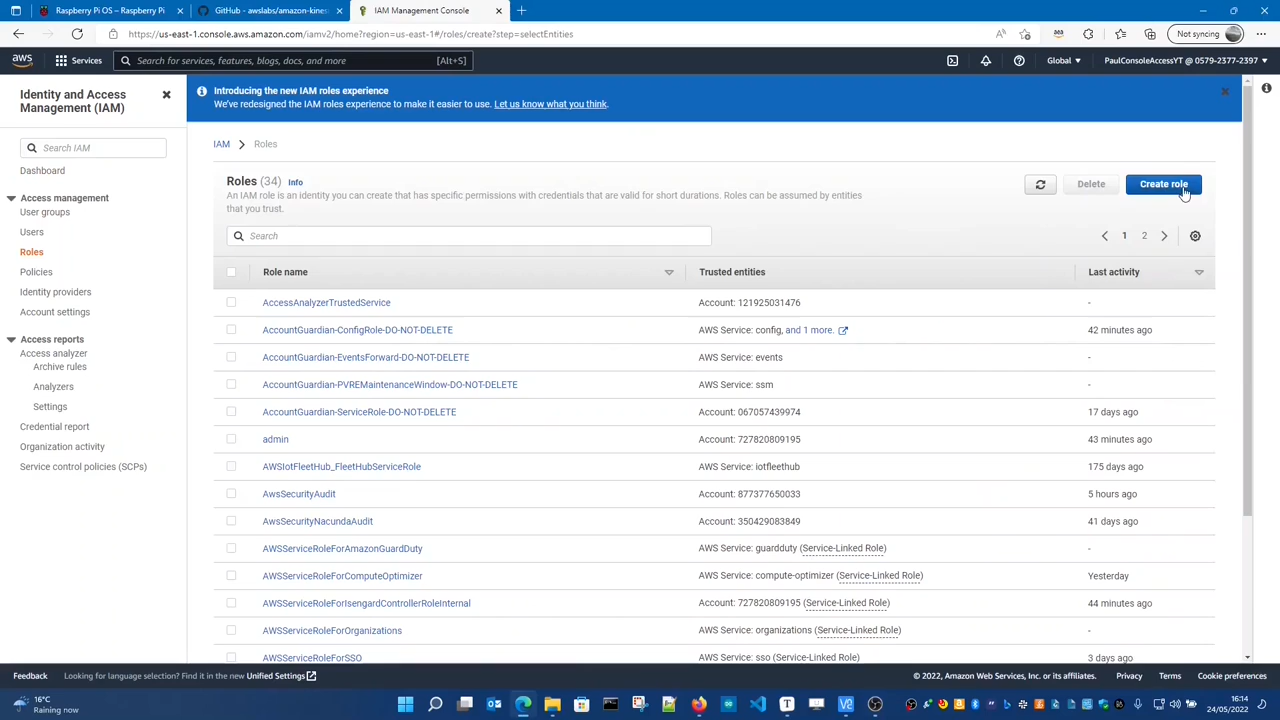 Raspberry Pi OS – Raspberry Pi
GitHub - awslabs/amazon-kines
IAM Management Console
https://us-east-1.console.aws.amazon.com/iamv2/home?region=us-east-1#/roles/create?step=selectEntities
Not syncing
aws
Services
Search for services, features, blogs, docs, and more
[Alt+S]
Global
PaulConsoleAccessYT @ 0579-2377-2397
Identity and Access
Management (IAM)
Search IAM
Dashboard
Access management
User groups
Users
Roles
Policies
Identity providers
Account settings
Access reports
Access analyzer
Archive rules
Analyzers
Settings
Credential report
Organization activity
Service control policies (SCPs)
Introducing the new IAM roles experience
We've redesigned the IAM roles experience to make it easier to use. Let us know what you think.
IAM > Roles
Roles (34) Info
An IAM role is an identity you can create that has specific permissions with credentials that are valid for short durations. Roles can be assumed by entities
that you trust.
Delete
Create role
Search
1 2
Role name Trusted entities Last activity
AccessAnalyzerTrustedService Account: 121925031476 -
AccountGuardian-ConfigRole-DO-NOT-DELETE AWS Service: config, and 1 more. 42 minutes ago
AccountGuardian-EventsForward-DO-NOT-DELETE AWS Service: events -
AccountGuardian-PVREMaintenanceWindow-DO-NOT-DELETE AWS Service: ssm -
AccountGuardian-ServiceRole-DO-NOT-DELETE Account: 067057439974 17 days ago
admin Account: 727820809195 43 minutes ago
AWSIotFleetHub_FleetHubServiceRole AWS Service: iotfleethub 175 days ago
AwsSecurityAudit Account: 877377650033 5 hours ago
AwsSecurityNacundaAudit Account: 350429083849 41 days ago
AWSServiceRoleForAmazonGuardDuty AWS Service: guardduty (Service-Linked Role) -
AWSServiceRoleForComputeOptimizer AWS Service: compute-optimizer (Service-Linked Role) Yesterday
AWSServiceRoleForIsengardControllerRoleInternal Account: 727820809195 (Service-Linked Role) 44 minutes ago
AWSServiceRoleForOrganizations AWS Service: organizations (Service-Linked Role) -
AWSServiceRoleForSSO AWS Service: sso (Service-Linked Role) 3 days ago
Feedback
Looking for language selection? Find it in the new Unified Settings
© 2022, Amazon Web Services, Inc. or its affiliates.
Privacy
Terms
Cookie preferences
16°C
Raining now
16:14
24/05/2022